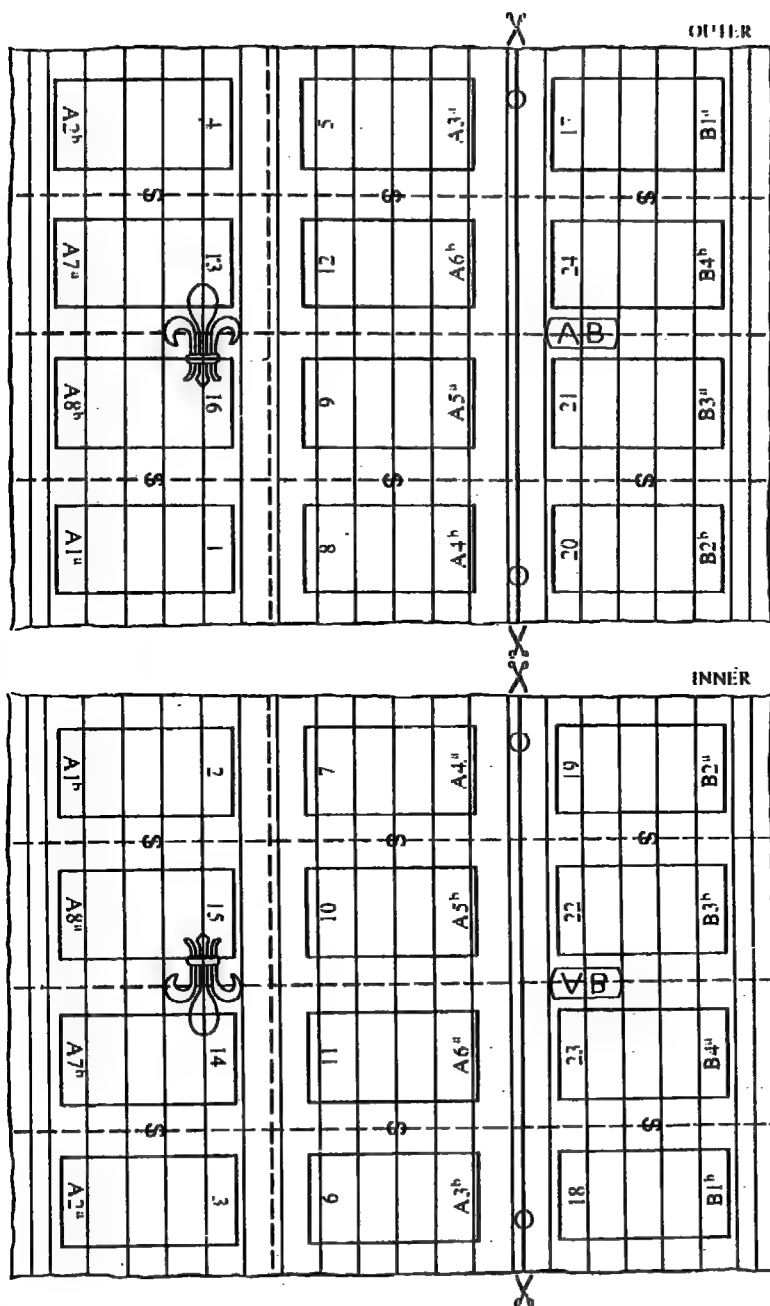 OUTER
A2ᵇ 4 5 A3ᵃ 17 B1ᵃ
S S S
A7ᵃ 13 12 A6ᵇ 24 B4ᵇ
AB
A8ᵇ 16 9 A5ᵃ 21 B3ᵃ
S S S
A1ᵃ 1 8 A4ᵇ 20 B2ᵇ
INNER
A1ᵇ 2 7 A4ᵃ 19 B2ᵃ
S S S
A8ᵃ 15 10 A5ᵇ 22 B3ᵇ
AB
A7ᵇ 14 11 A6ᵃ 23 B4ᵃ
S S S
A2ᵃ 3 6 A3ᵇ 18 B1ᵇ